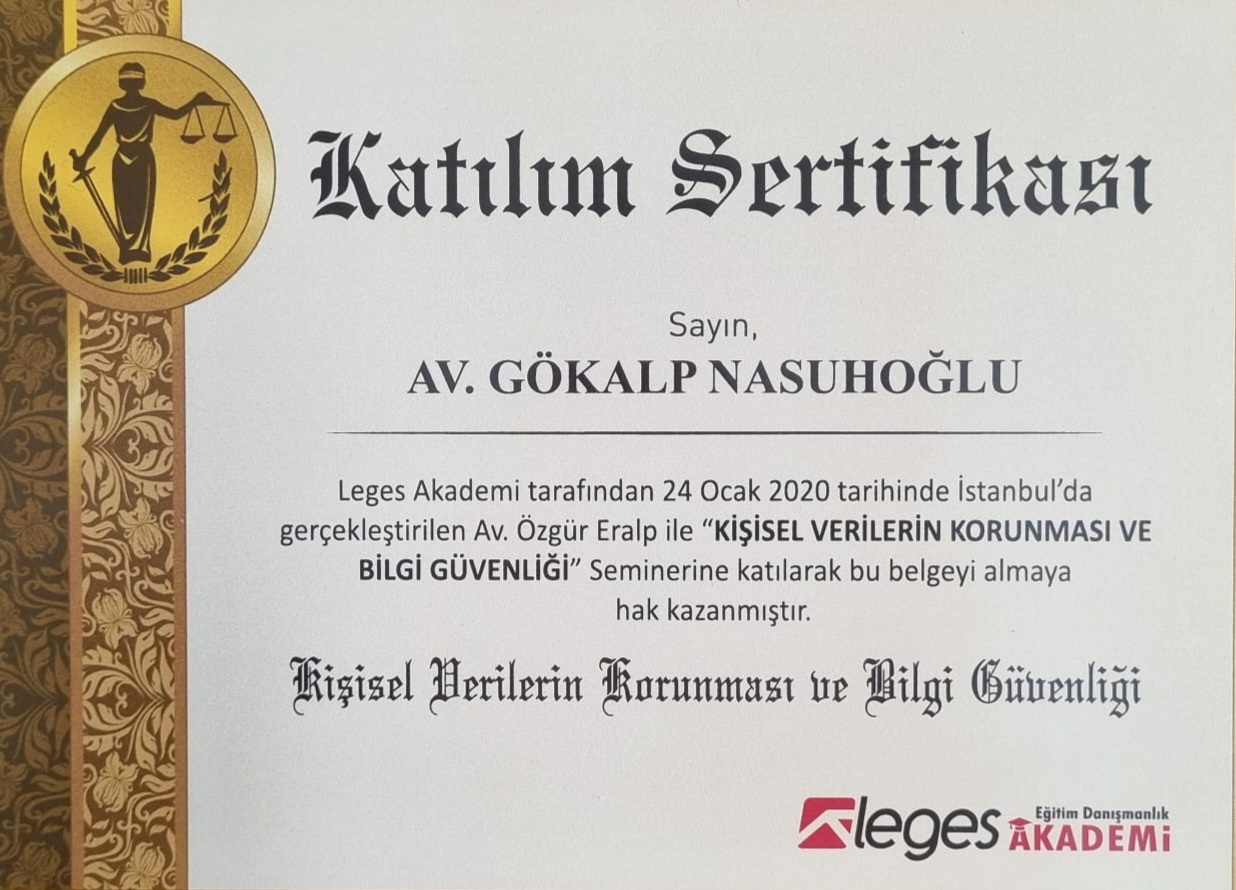 Katılım Sertifikası
Sayın,
AV. GÖKALP NASUHOĞLU
Leges Akademi tarafından 24 Ocak 2020 tarihinde İstanbul’da
gerçekleştirilen Av. Özgür Eralp ile “KİŞİSEL VERİLERİN KORUNMASI VE
BİLGİ GÜVENLİĞİ” Seminerine katılarak bu belgeyi almaya
hak kazanmıştır.
Kişisel Verilerin Korunması ve Bilgi Güvenliği
leges Eğitim Danışmanlık
AKADEMİ